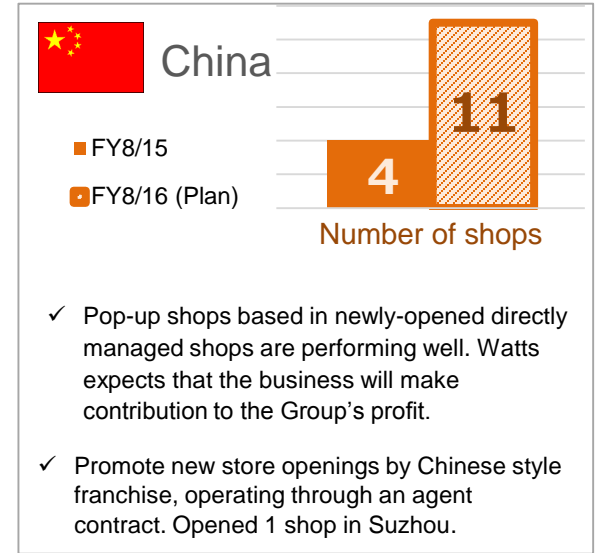 China
FY8/15
FY8/16 (Plan)
4
11
Number of shops
✓ Pop-up shops based in newly-opened directly
managed shops are performing well. Watts
expects that the business will make
contribution to the Group’s profit.
✓ Promote new store openings by Chinese style
franchise, operating through an agent
contract. Opened 1 shop in Suzhou.